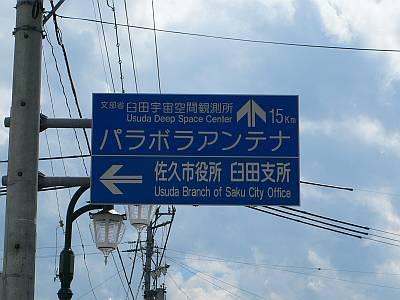 文部省 臼田宇宙空間観測所
Usuda Deep Space Center
15Km
パラボラアンテナ
佐久市役所 臼田支所
Usuda Branch of Saku City Office